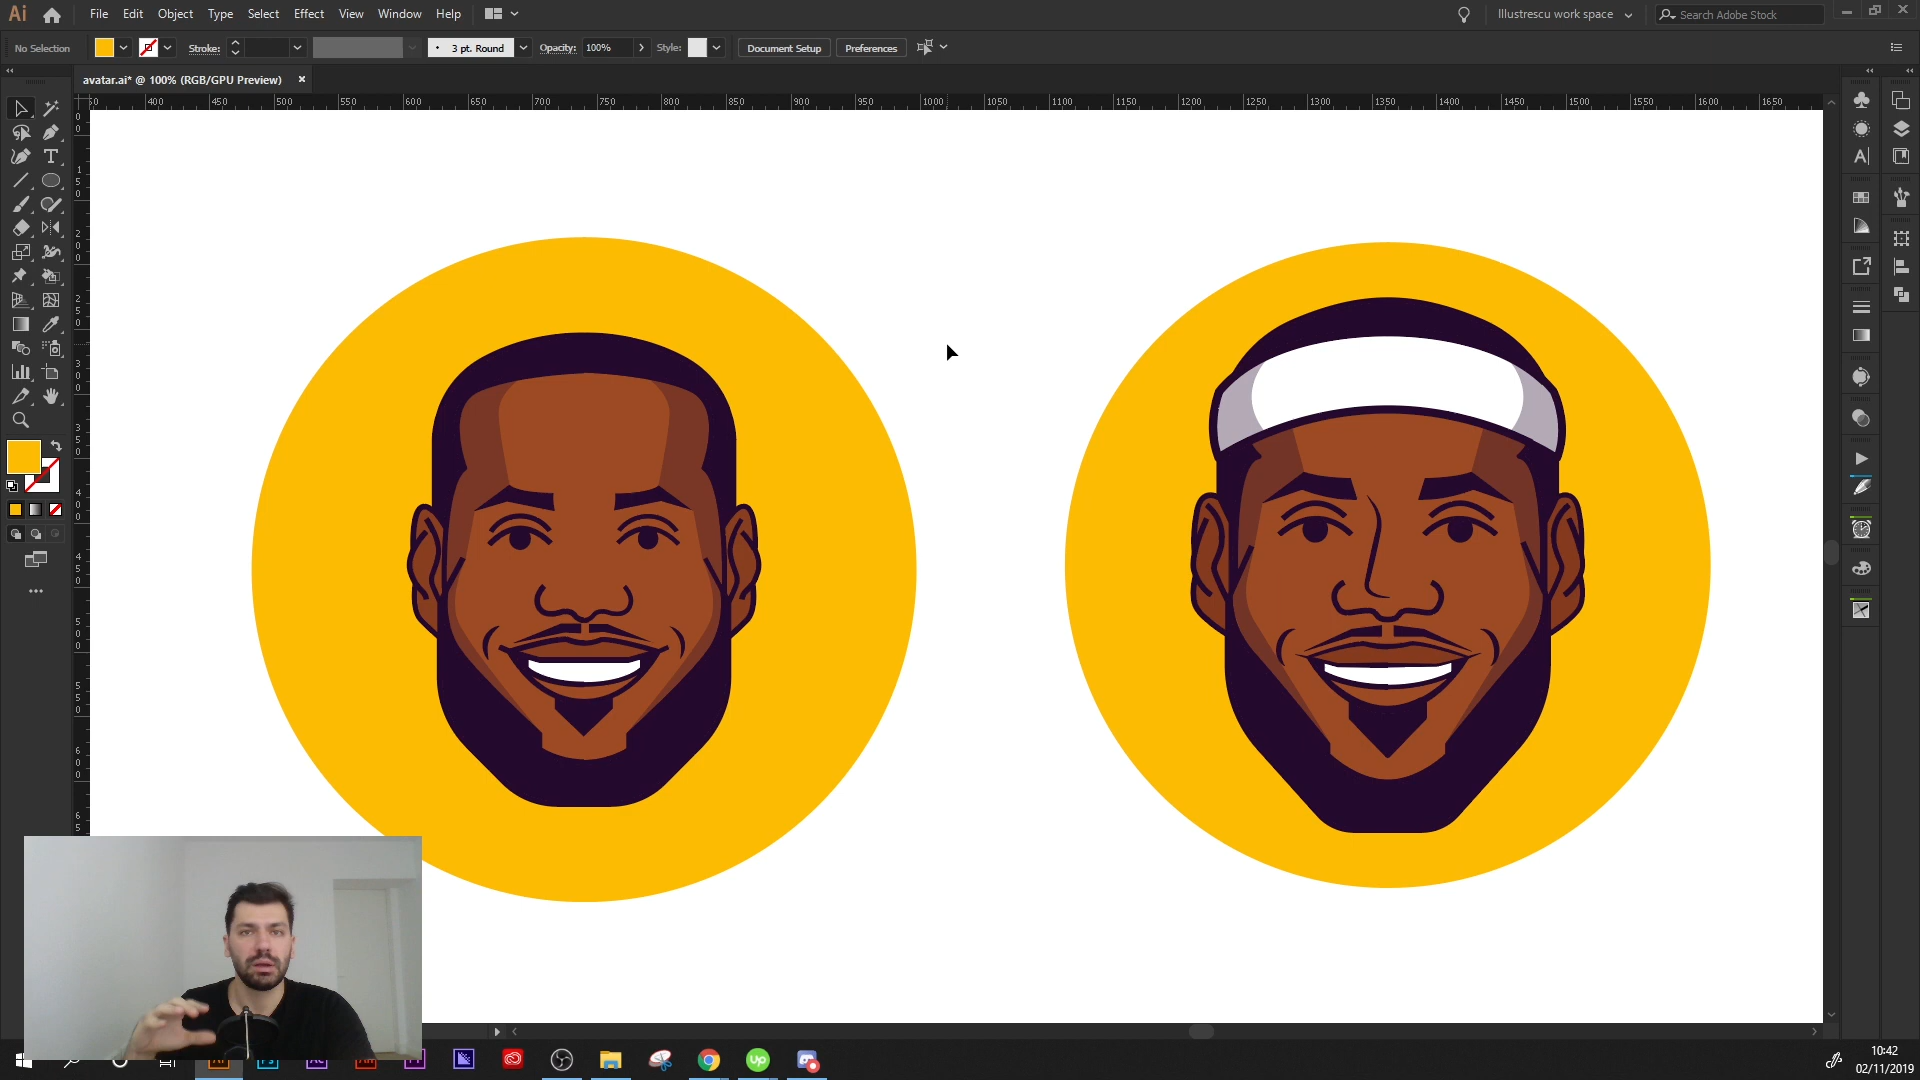 Ai File Edit Object Type Select Effect View Window Help Illustrescu work space Search Adobe Stock
No Selection Stroke: 3 pt. Round Opacity: 100% Style: Document Setup Preferences
avatar.ai* @ 100% (RGB/GPU Preview)
400 450 500 550 600 650 700 750 800 850 900 950 1000 1050 1100 1150 1200 1250 1300 1350 1400 1450 1500 1550 1600 1650
Up
10:42
02/11/2019